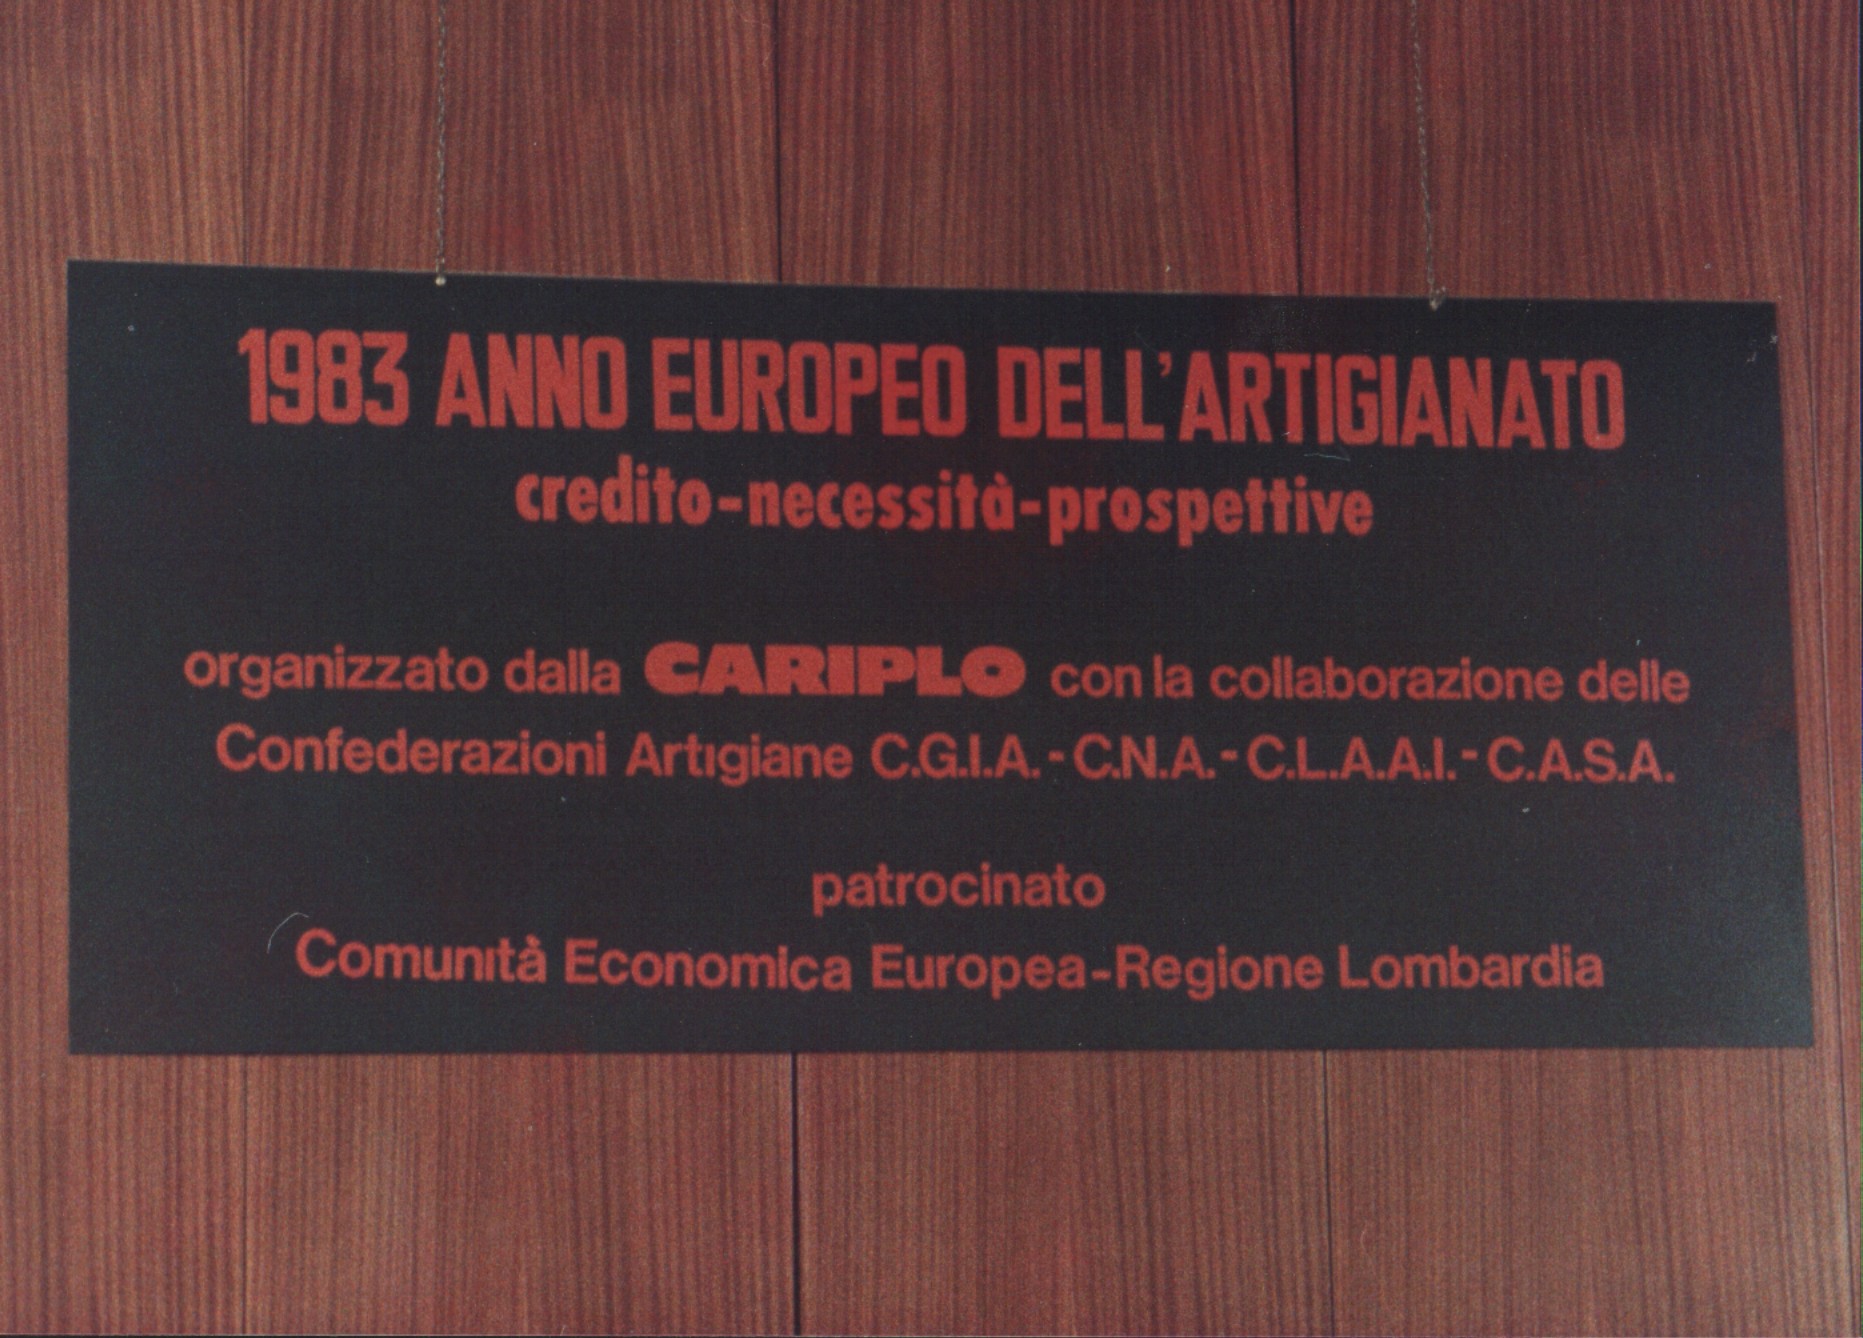 1983 ANNO EUROPEO DELL'ARTIGIANATO
credito-necessità-prospettive
organizzato dalla CARIPLO con la collaborazione delle
Confederazioni Artigiane C.G.I.A.-C.N.A.-C.L.A.A.I.-C.A.S.A.
patrocinato
Comunità Economica Europea-Regione Lombardia